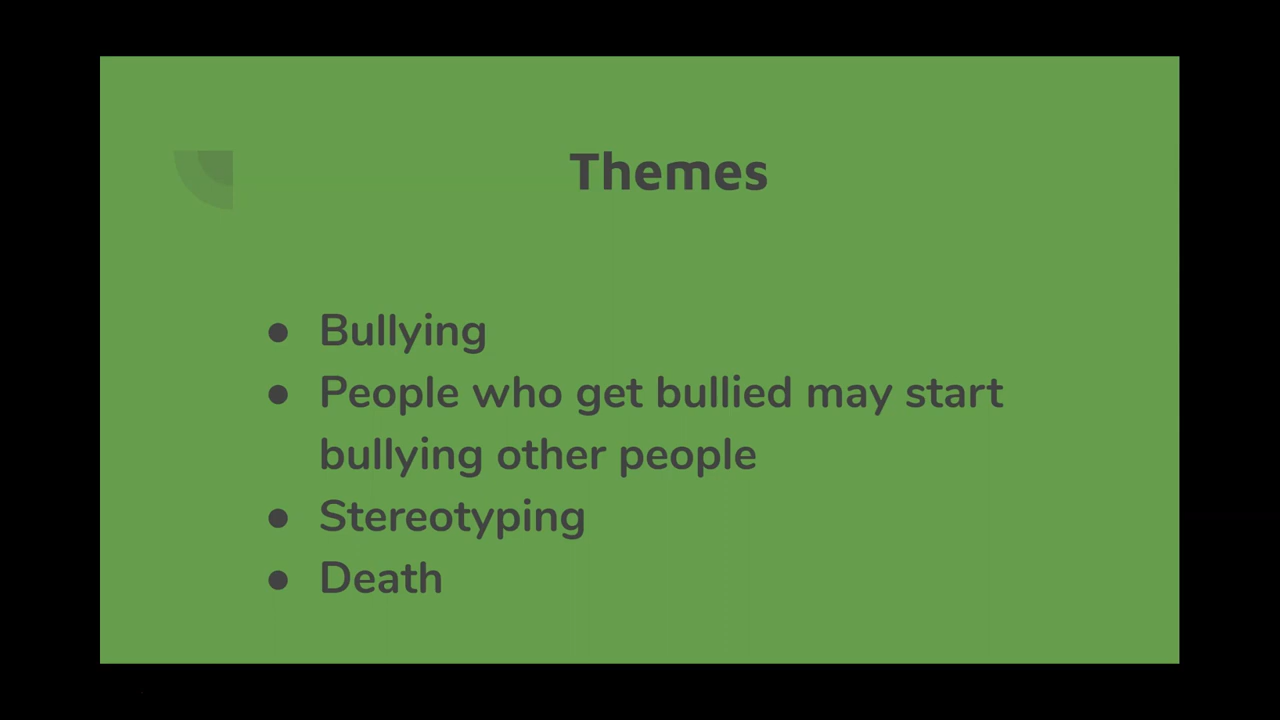 Themes
● Bullying
● People who get bullied may start
bullying other people
● Stereotyping
● Death